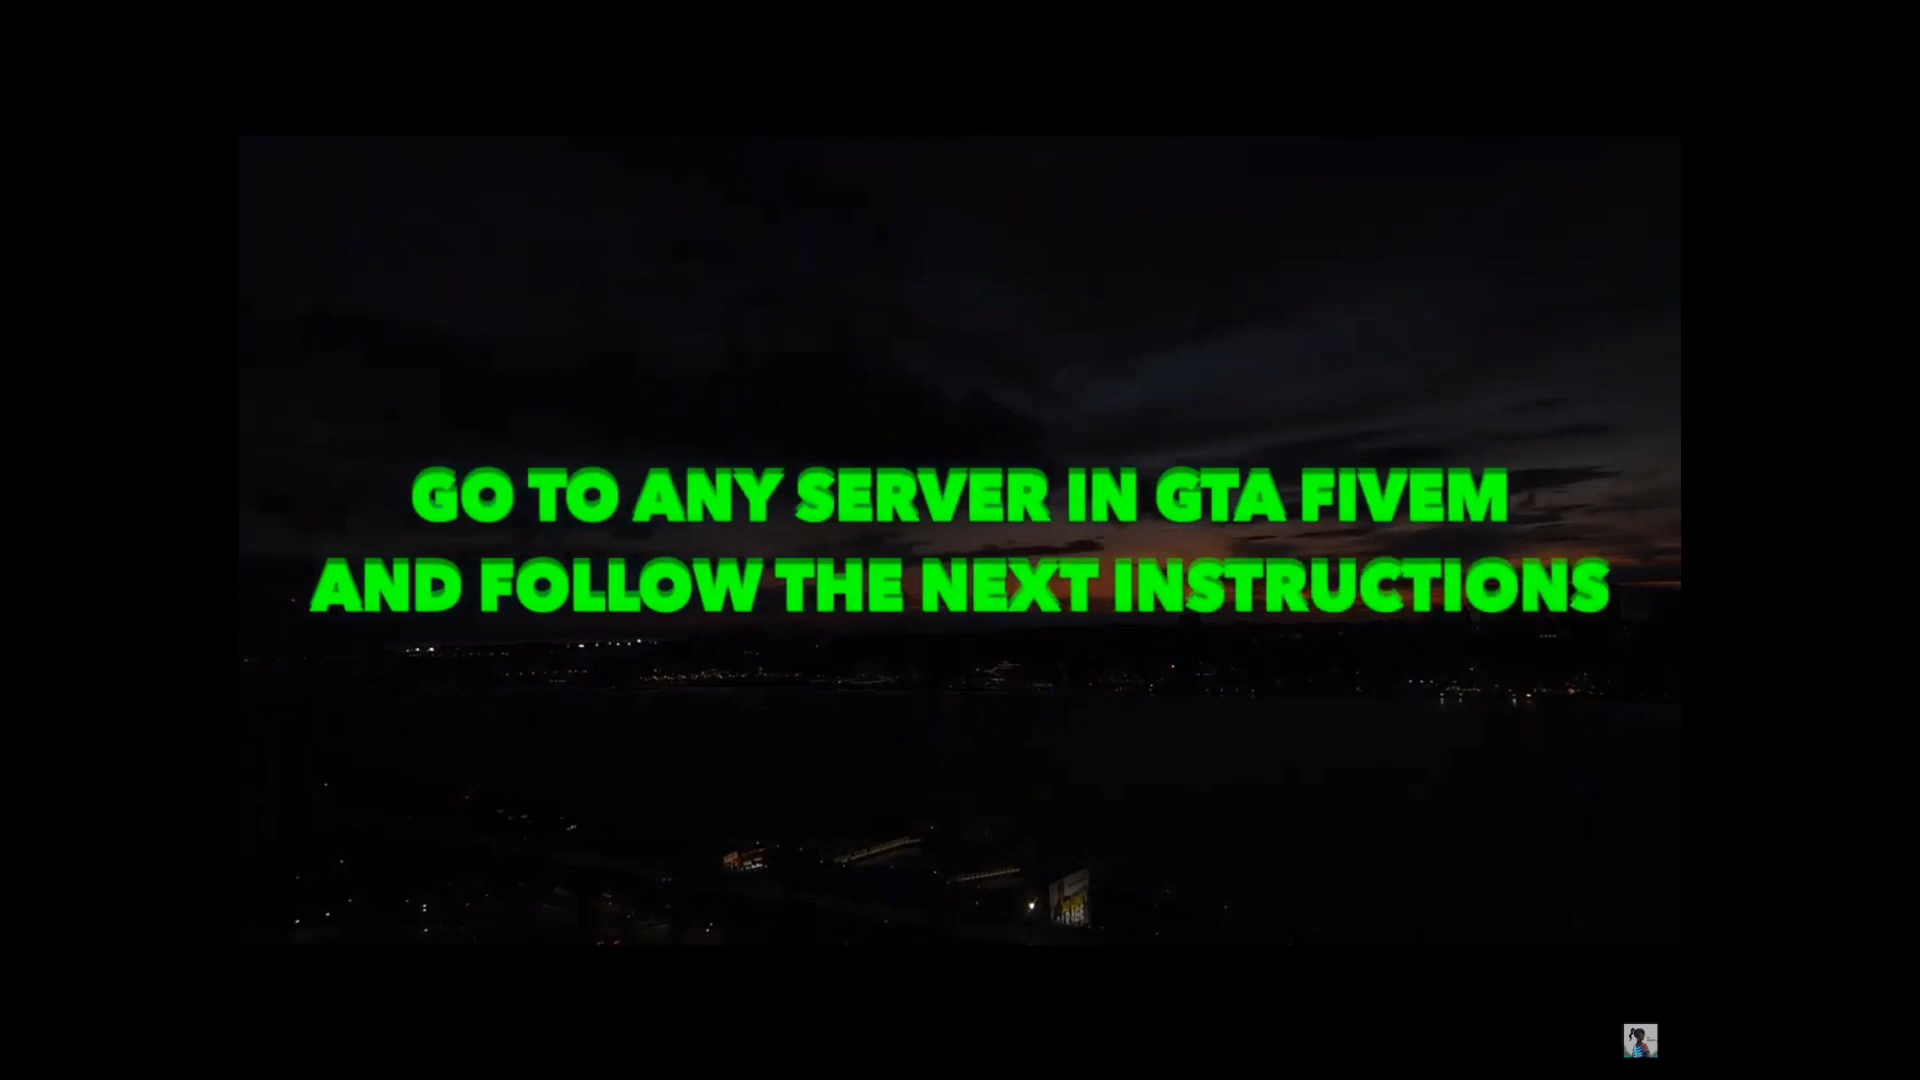 GO TO ANY SERVER IN GTA FIVEM
AND FOLLOW THE NEXT INSTRUCTIONS